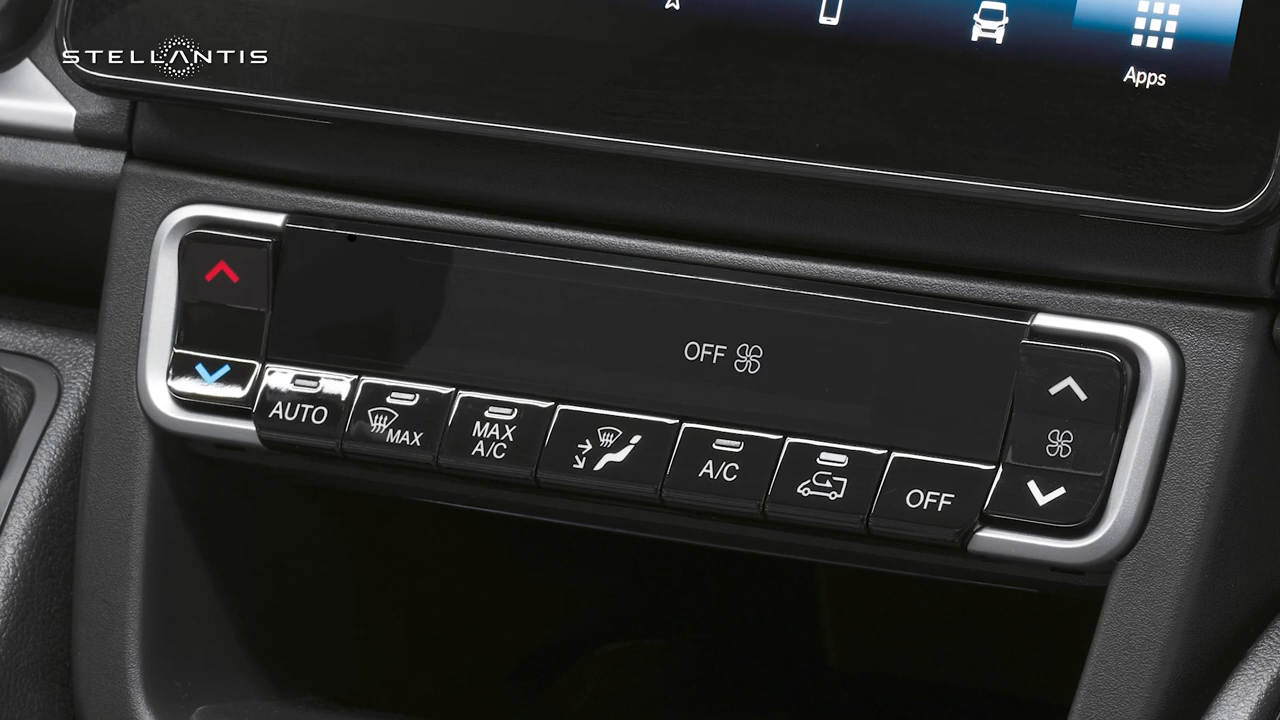 STELLANTIS
Apps
OFF
AUTO
MAX
MAX
A/C
A/C
OFF